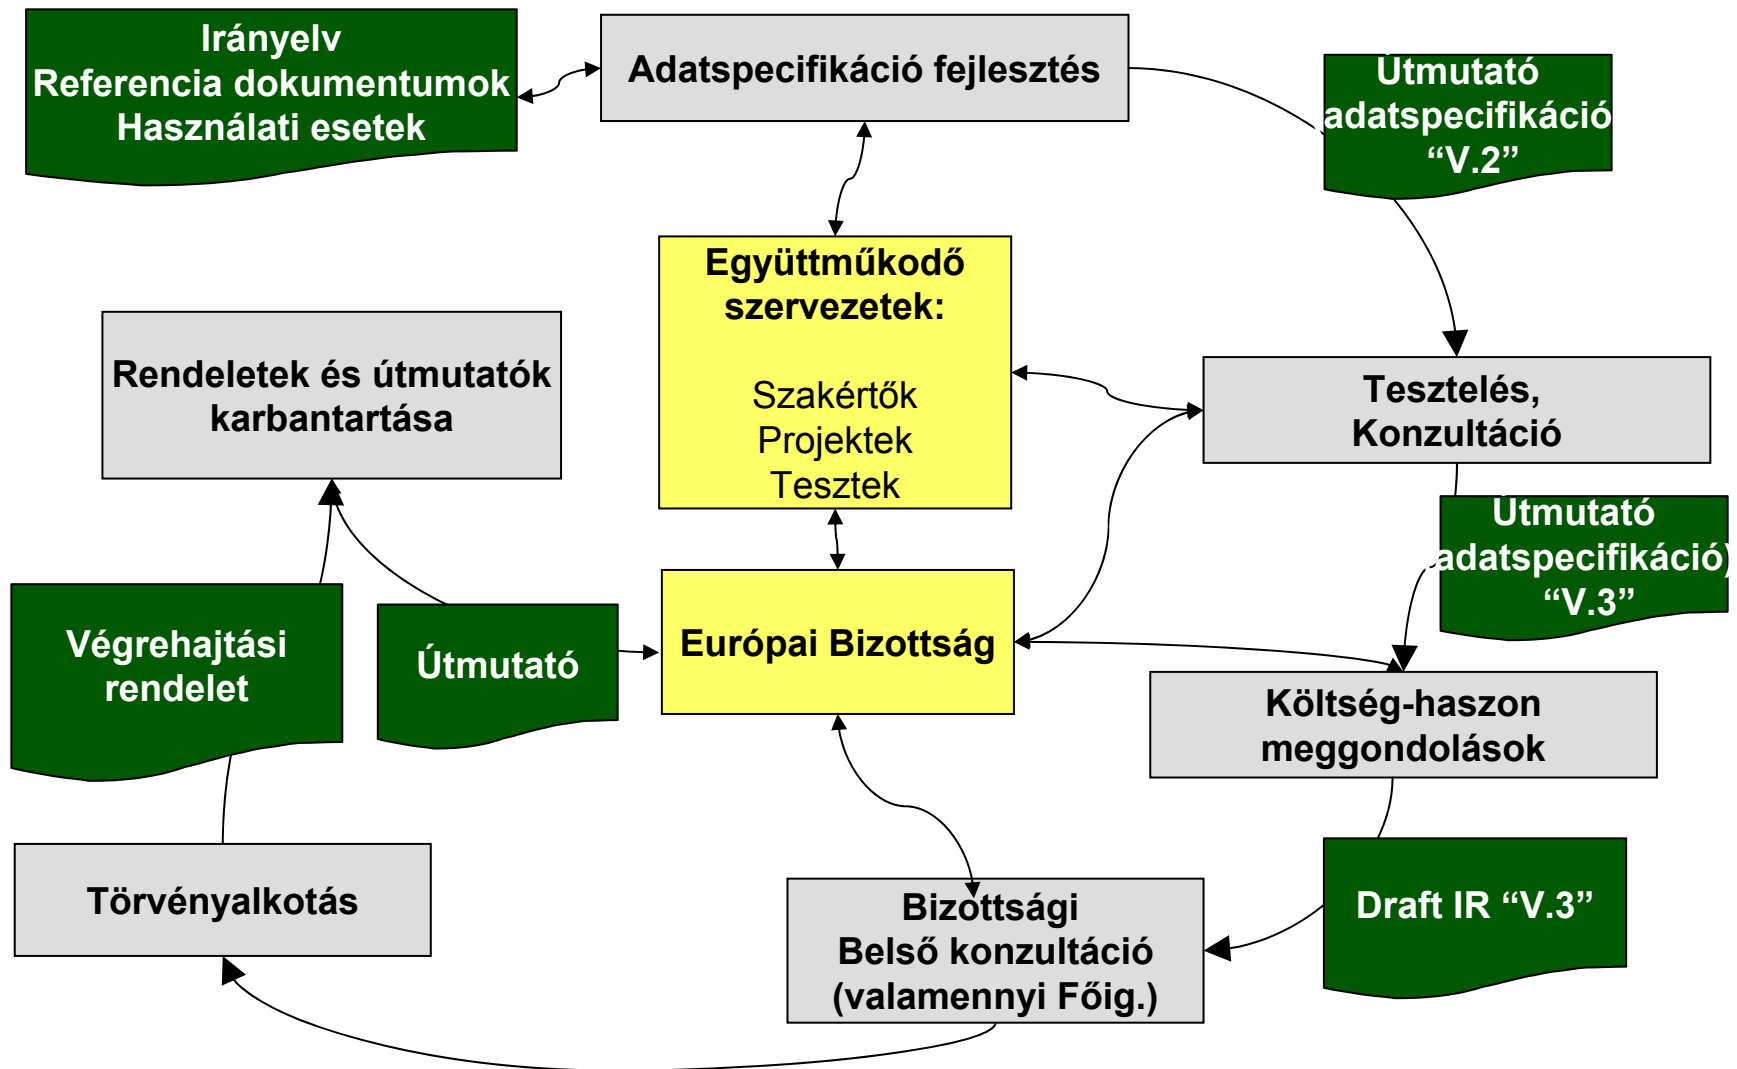 Irányelv
Referencia dokumentumok
Használati esetek
Adatspecifikáció fejlesztés
Útmutató
adatspecifikáció
“V.2”
Együttműkodő
szervezetek:
Szakértők
Projektek
Tesztek
Rendeletek és útmutatók
karbantartása
Tesztelés,
Konzultáció
Útmutató
(adatspecifikáció)
“V.3”
Végrehajtási
rendelet
Útmutató
Európai Bizottság
Költség-haszon
meggondolások
Törvényalkotás
Bizottsági
Belső konzultáció
(valamennyi Főig.)
Draft IR “V.3”